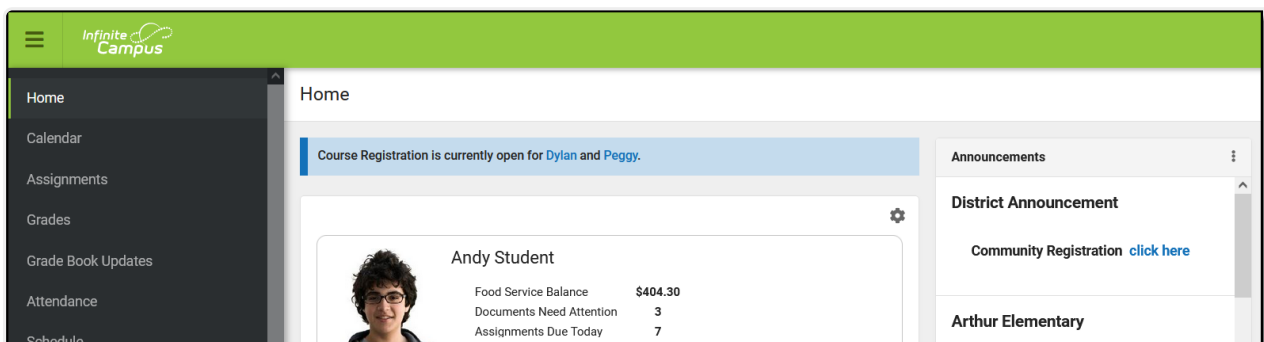 Infinite
Campus
Home
Calendar
Assignments
Grades
Grade Book Updates
Attendance
Schedule
Home
Course Registration is currently open for Dylan and Peggy.
Andy Student
Food Service Balance $404.30
Documents Need Attention 3
Assignments Due Today 7
Announcements
District Announcement
Community Registration click here
Arthur Elementary